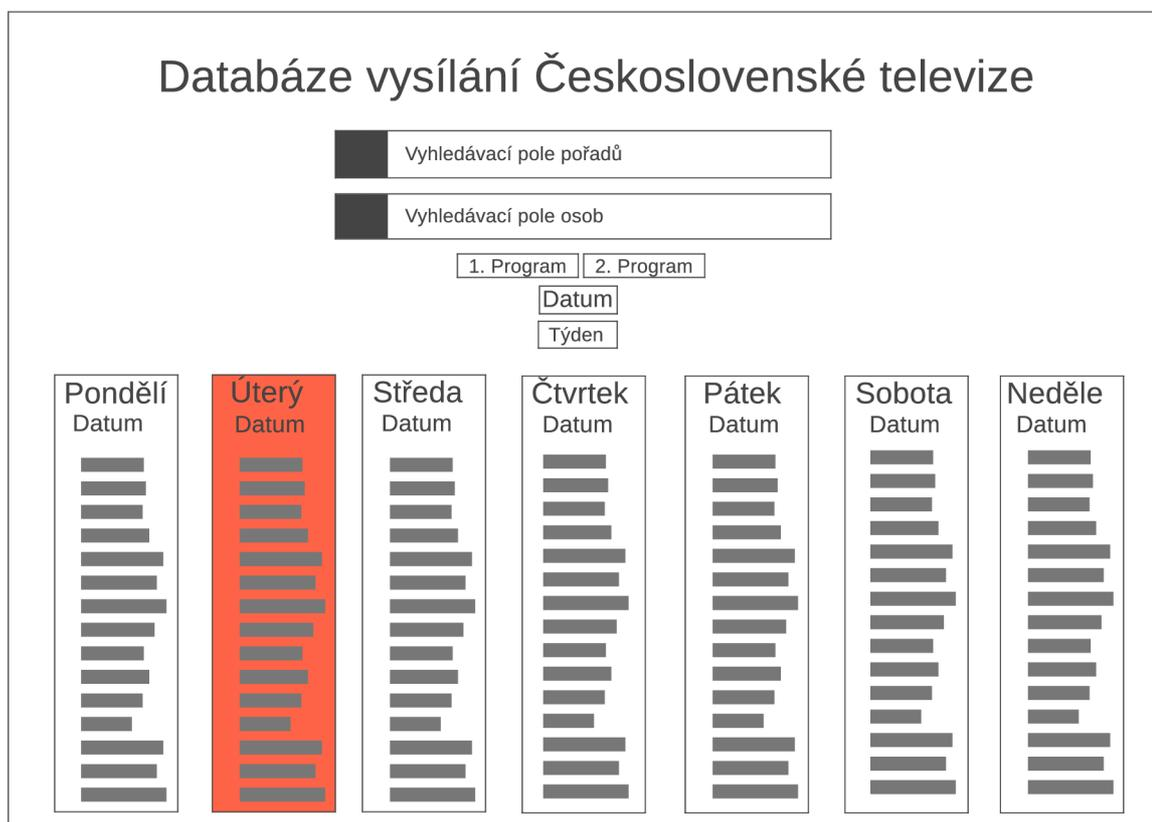 Databáze vysílání Československé televize
Vyhledávací pole pořadů
Vyhledávací pole osob
1. Program 2. Program
Datum
Týden
Pondělí Úterý Středa Čtvrtek Pátek Sobota Neděle
Datum Datum Datum Datum Datum Datum Datum